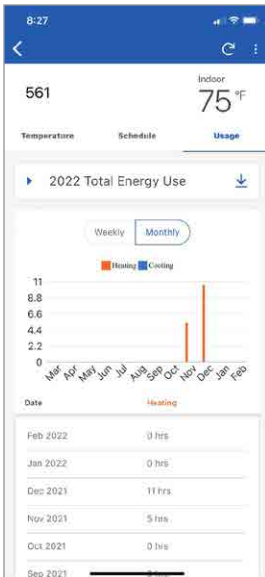 8:27
561
Indoor
75 °F
Temperature Schedule Usage
2022 Total Energy Use
Weekly Monthly
Heating Cooling
11
8.8
6.6
4.4
2.2
0
Mar Apr May Jun Jul Aug Sep Oct Nov Dec Jan Feb
Date Heating
Feb 2022 0 hrs
Jan 2022 0 hrs
Dec 2021 11 hrs
Nov 2021 5 hrs
Oct 2021 0 hrs
Sep 2021